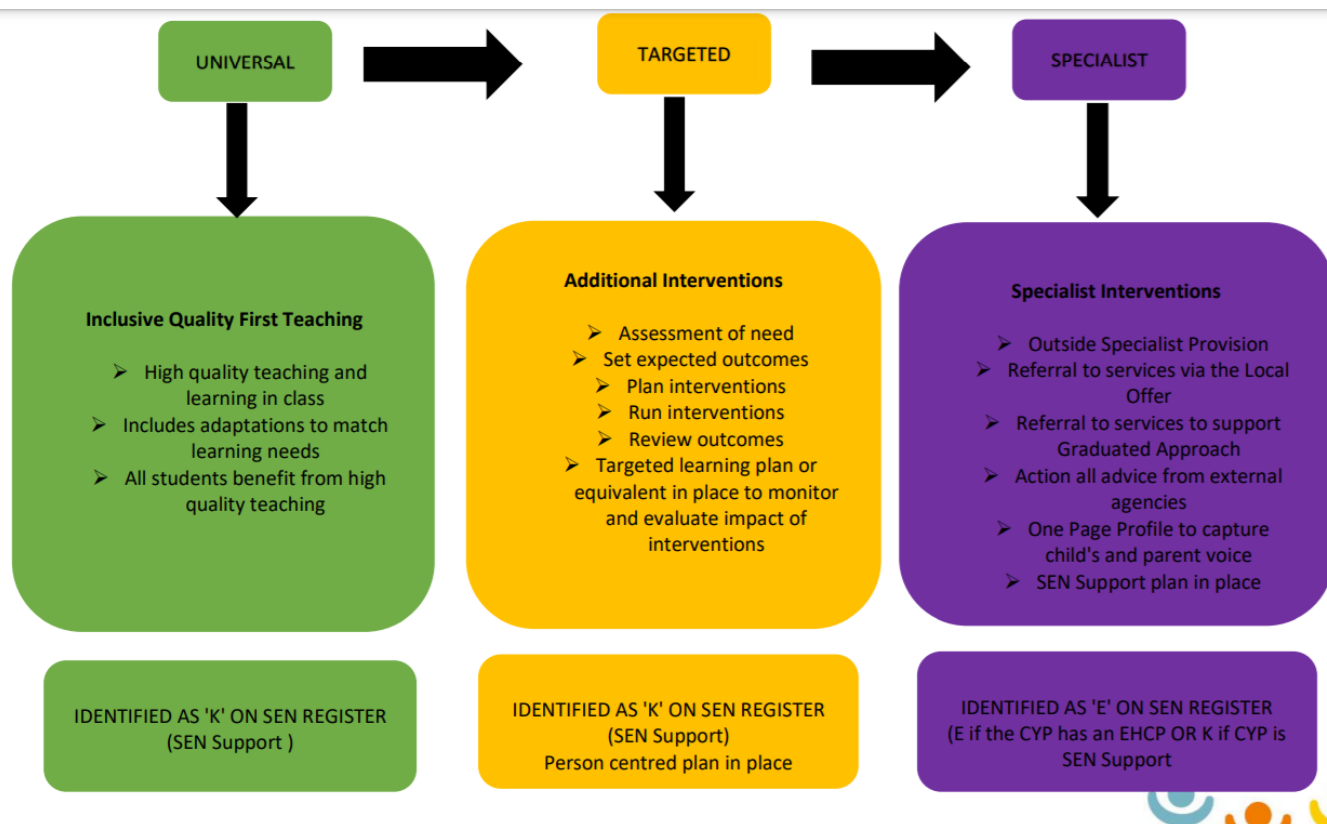 UNIVERSAL
TARGETED
SPECIALIST
Inclusive Quality First Teaching
➢ High quality teaching and
learning in class
➢ Includes adaptations to match
learning needs
➢ All students benefit from high
quality teaching
Additional Interventions
➢ Assessment of need
➢ Set expected outcomes
➢ Plan interventions
➢ Run interventions
➢ Review outcomes
➢ Targeted learning plan or
equivalent in place to monitor
and evaluate impact of
interventions
Specialist Interventions
➢ Outside Specialist Provision
➢ Referral to services via the Local
Offer
➢ Referral to services to support
Graduated Approach
➢ Action all advice from external
agencies
➢ One Page Profile to capture
child's and parent voice
➢ SEN Support plan in place
IDENTIFIED AS 'K' ON SEN REGISTER
(SEN Support )
IDENTIFIED AS 'K' ON SEN REGISTER
(SEN Support)
Person centred plan in place
IDENTIFIED AS 'E' ON SEN REGISTER
(E if the CYP has an EHCP OR K if CYP is
SEN Support